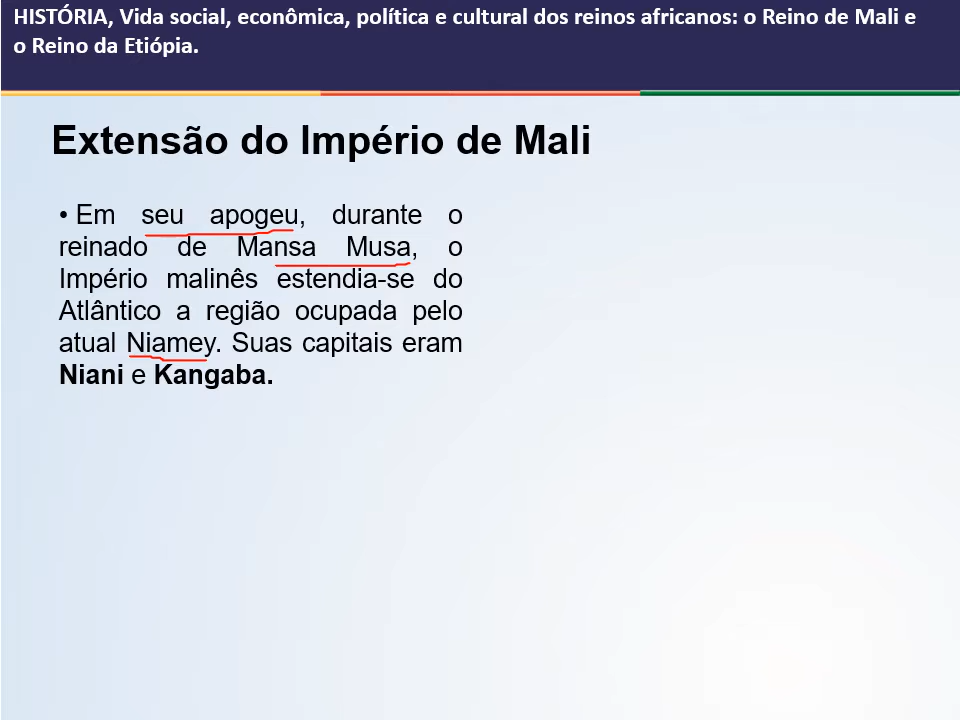 HISTÓRIA, Vida social, econômica, política e cultural dos reinos africanos: o Reino de Mali e
o Reino da Etiópia.
Extensão do Império de Mali
• Em seu apogeu, durante o
reinado de Mansa Musa, o
Império malinês estendia-se do
Atlântico a região ocupada pelo
atual Niamey. Suas capitais eram
Niani e Kangaba.